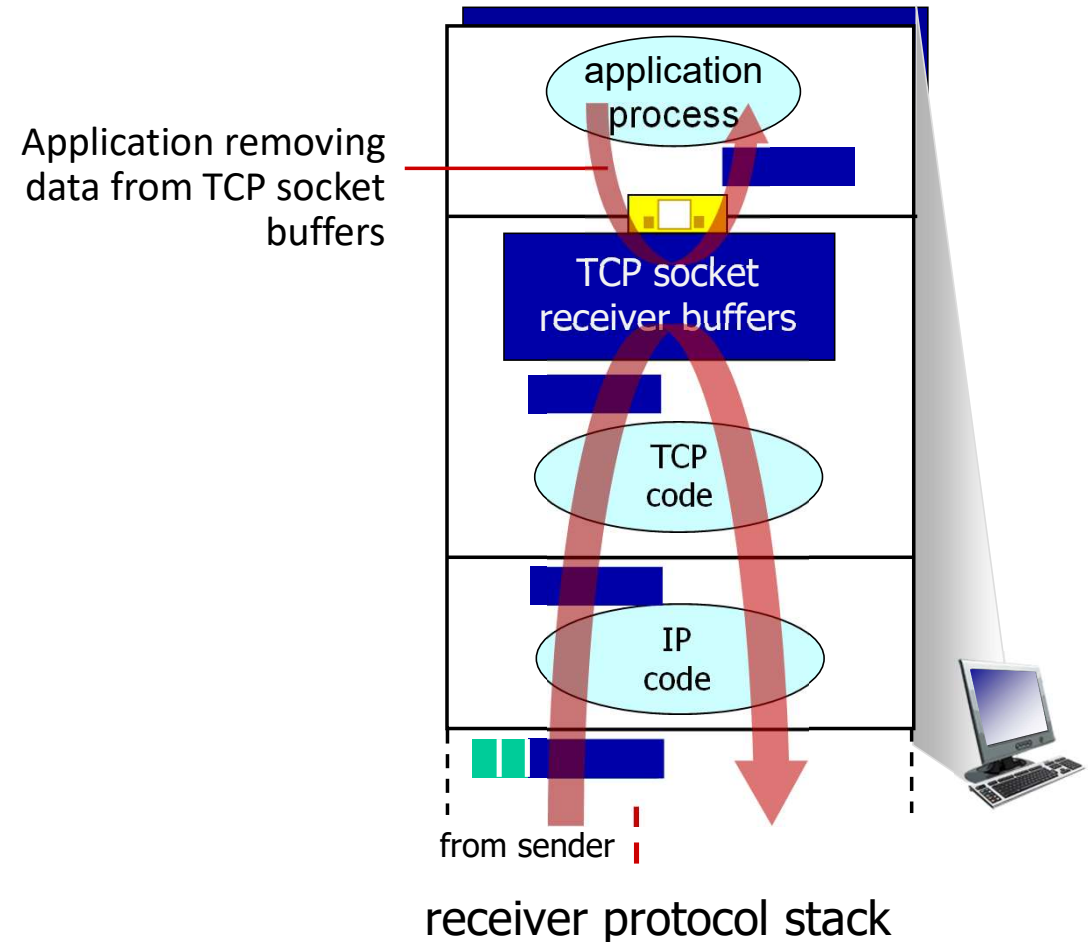 application
process
Application removing
data from TCP socket
buffers
TCP socket
receiver buffers
TCP
code
IP
code
from sender
receiver protocol stack